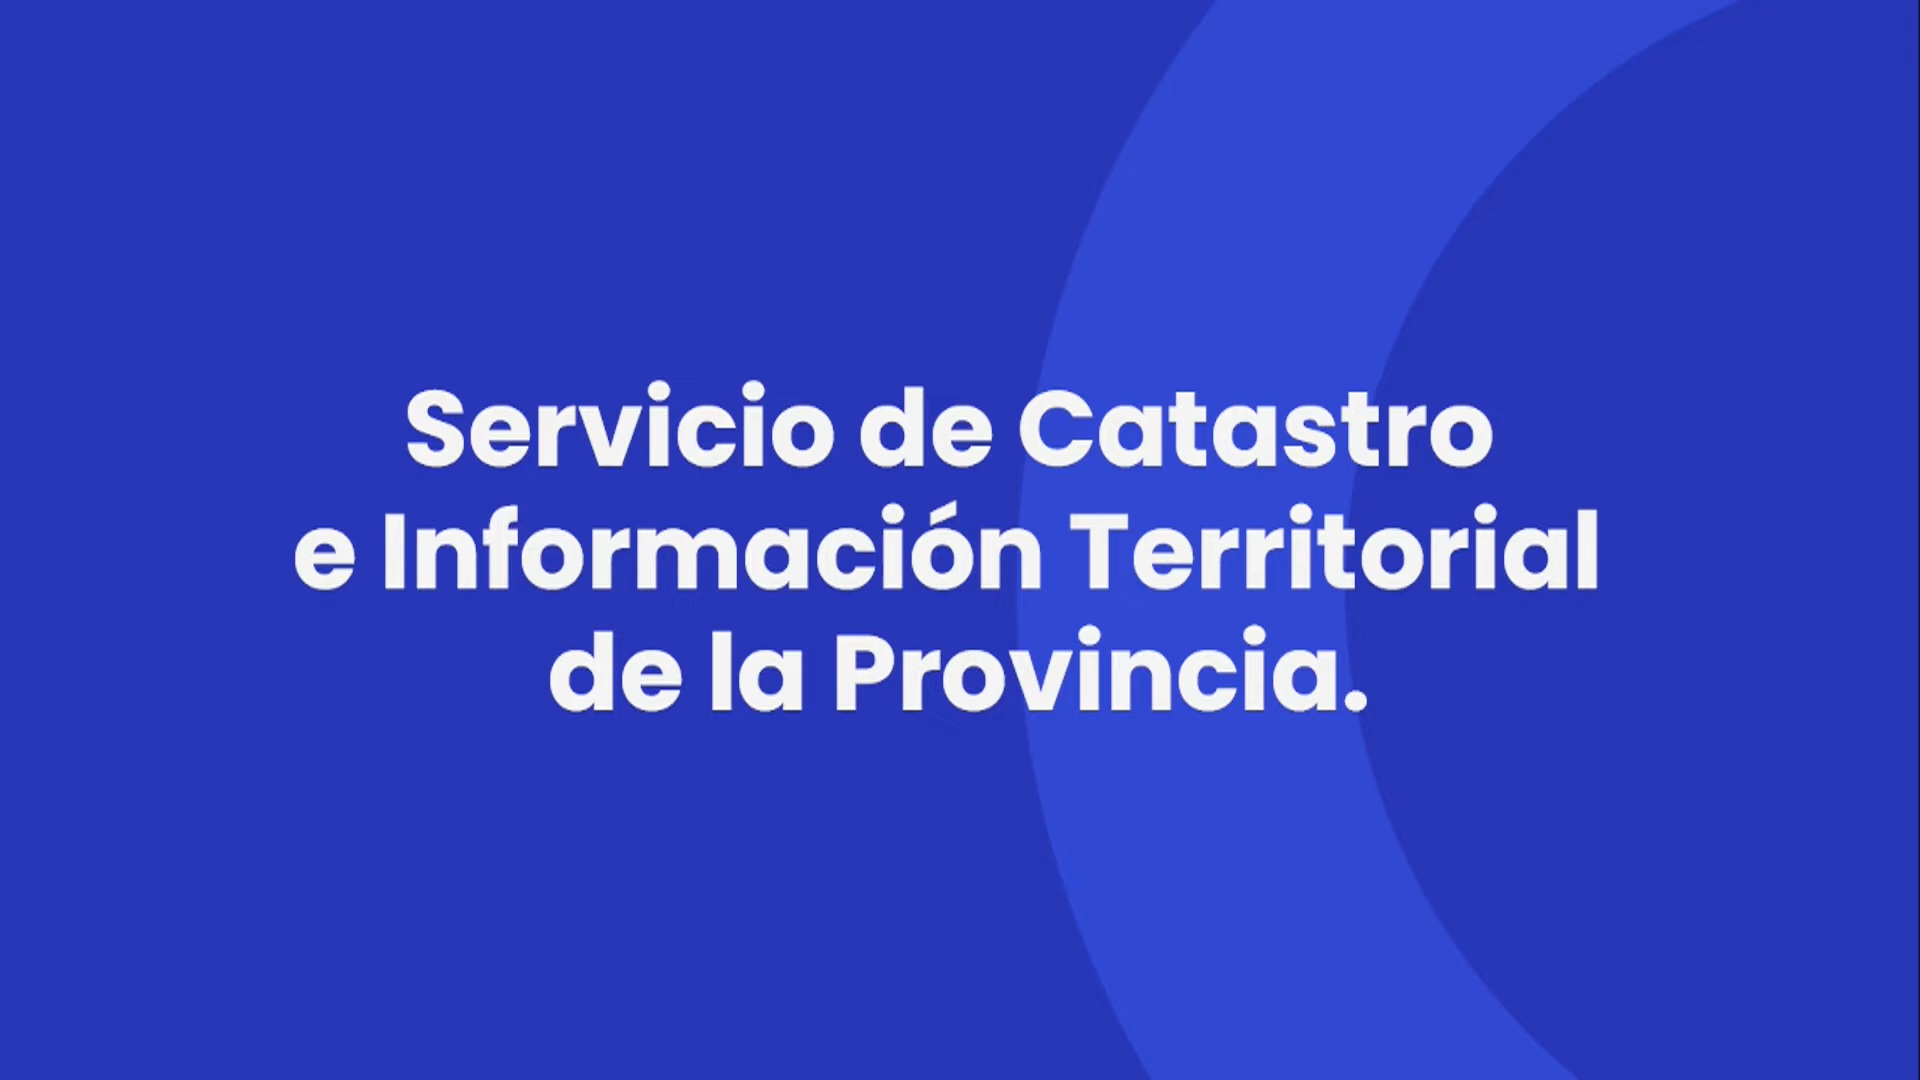 Servicio de Catastro
e Información Territorial
de la Provincia.